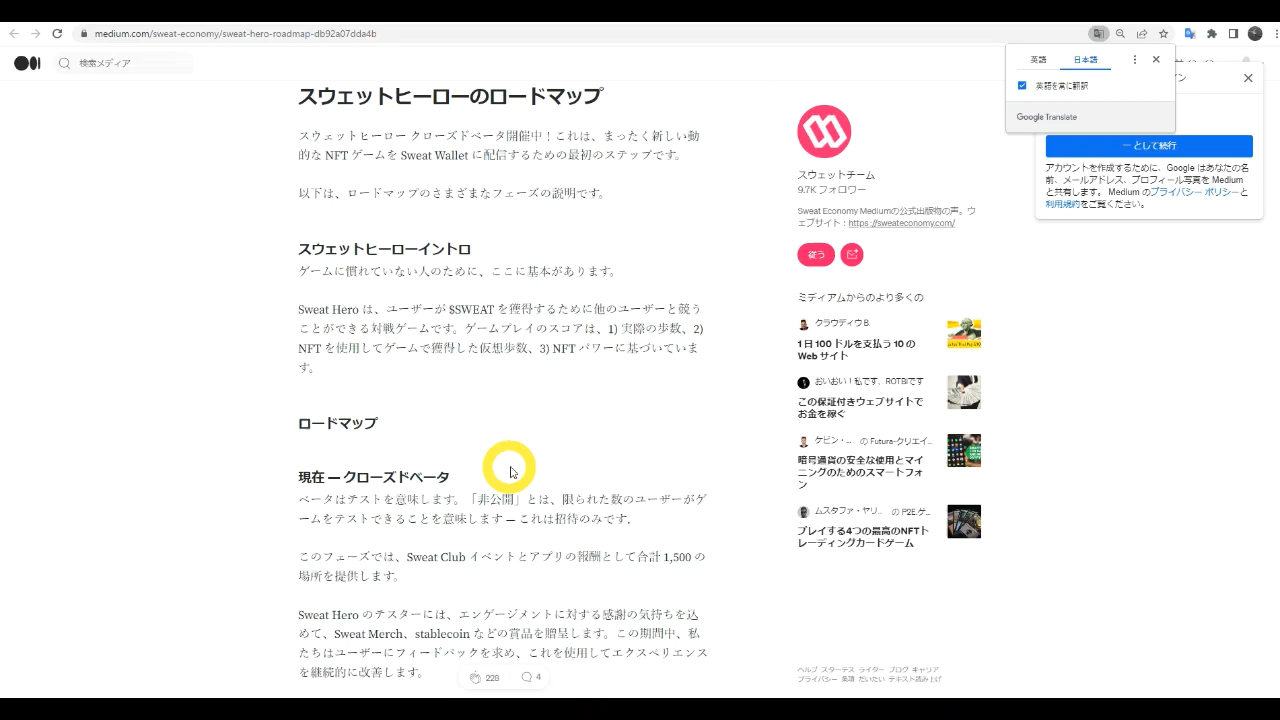 medium.com/sweat-economy/sweat-hero-roadmap-db92a07dda4b
検索メディア
英語
日本語
英語を常に翻訳
Google Translate
ン
ー として続行
アカウントを作成するために、Google はあなたの名
前、メールアドレス、プロフィール写真を Medium
と共有します。 Medium のプライバシー ポリシーと
利用規約をご覧ください。
スウェットヒーローのロードマップ
スウェットヒーロー クローズドベータ開催中！これは、まったく新しい動
的な NFT ゲームを Sweat Wallet に配信するための最初のステップです。
以下は、ロードマップのさまざまなフェーズの説明です。
スウェットヒーローイントロ
ゲームに慣れていない人のために、ここに基本があります。
Sweat Hero は、ユーザーが $SWEAT を獲得するために他のユーザーと競う
ことができる対戦ゲームです。ゲームプレイのスコアは、1) 実際の歩数、2)
NFT を使用してゲームで獲得した仮想歩数、3) NFT パワーに基づいていま
す。
ロードマップ
現在 — クローズドベータ
ベータはテストを意味します。「非公開」とは、限られた数のユーザーがゲ
ームをテストできることを意味します — これは招待のみです.
このフェーズでは、Sweat Club イベントとアプリの報酬として合計 1,500 の
場所を提供します。
Sweat Hero のテスターには、エンゲージメントに対する感謝の気持ちを込
めて、Sweat Merch、stablecoin などの賞品を贈呈します。この期間中、私
たちはユーザーにフィードバックを求め、これを使用してエクスペリエンス
を継続的に改善します。
228
4
スウェットチーム
9.7K フォロワー
Sweat Economy Mediumの公式出版物の声。ウ
ェブサイト：https://sweateconomy.com/
従う
ミディアムからのより多くの
クラウディウ B.
1 日 100 ドルを支払う 10 の
Web サイト
おいおい！私です、ROTBIです
この保証付きウェブサイトで
お金を稼ぐ
ケビン・... の Futura-クリエイ...
暗号通貨の安全な使用とマイ
ニングのためのスマートフォ
ン
ムスタファ・ヤリ... の P2E.ゲ...
プレイする4つの最高のNFTト
レーディングカードゲーム
ヘルプ ステータス ライター ブログ キャリア
プライバシー 英語 だいたい テキスト読み上げ